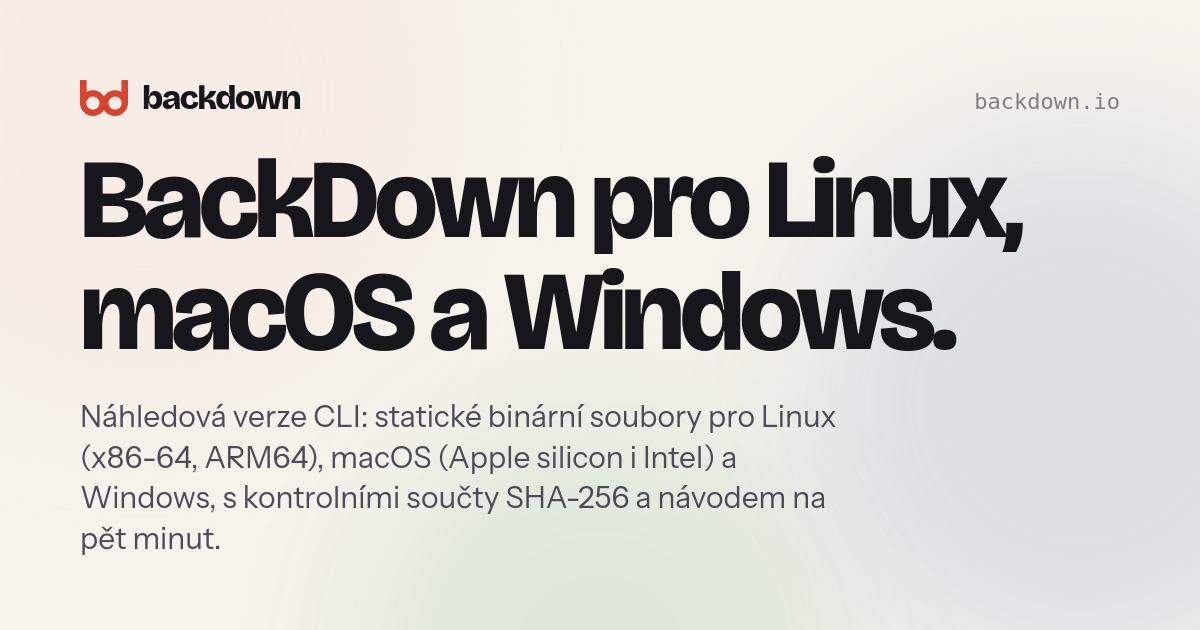 backdown
backdown.io
BackDown pro Linux,
macOS a Windows.
Náhledová verze CLI: statické binární soubory pro Linux
(x86-64, ARM64), macOS (Apple silicon i Intel) a
Windows, s kontrolními součty SHA-256 a návodem na
pět minut.